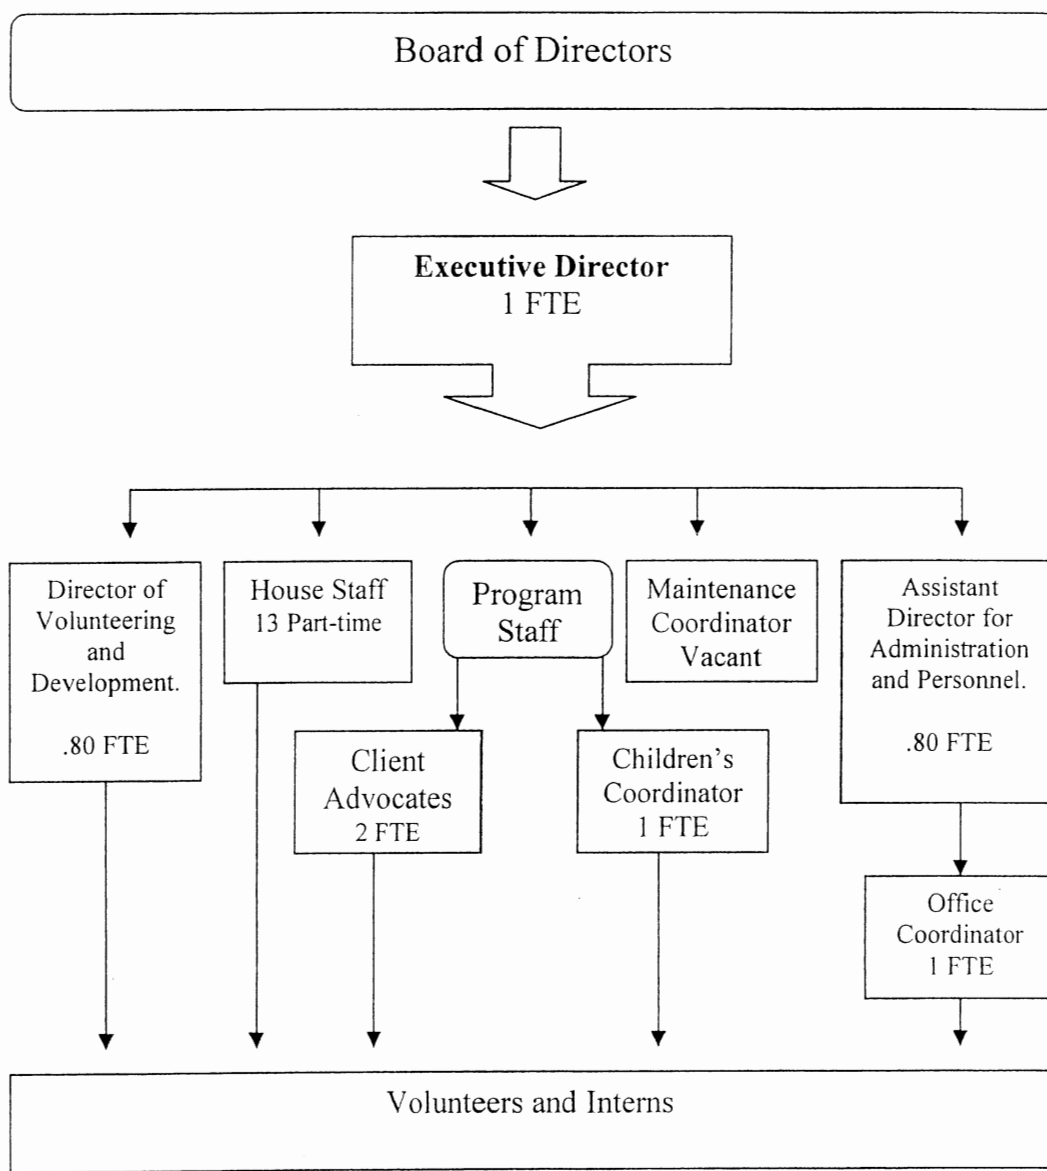 Board of Directors
Executive Director
1 FTE
Director of
Volunteering
and
Development.
.80 FTE
House Staff
13 Part-time
Program
Staff
Maintenance
Coordinator
Vacant
Assistant
Director for
Administration
and Personnel.
.80 FTE
Client
Advocates
2 FTE
Children's
Coordinator
1 FTE
Office
Coordinator
1 FTE
Volunteers and Interns